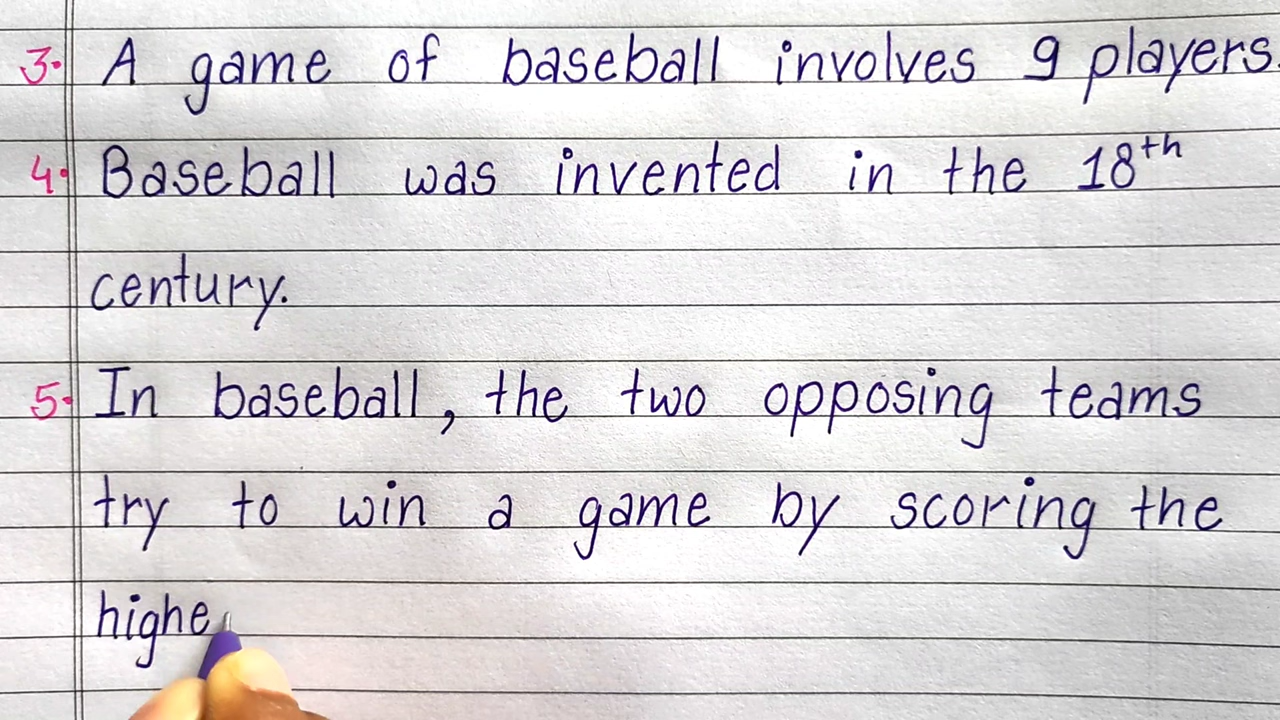 3. A game of baseball involves 9 players.
4. Baseball was invented in the 18th
century.
5. In baseball, the two opposing teams
try to win a game by scoring the
highe